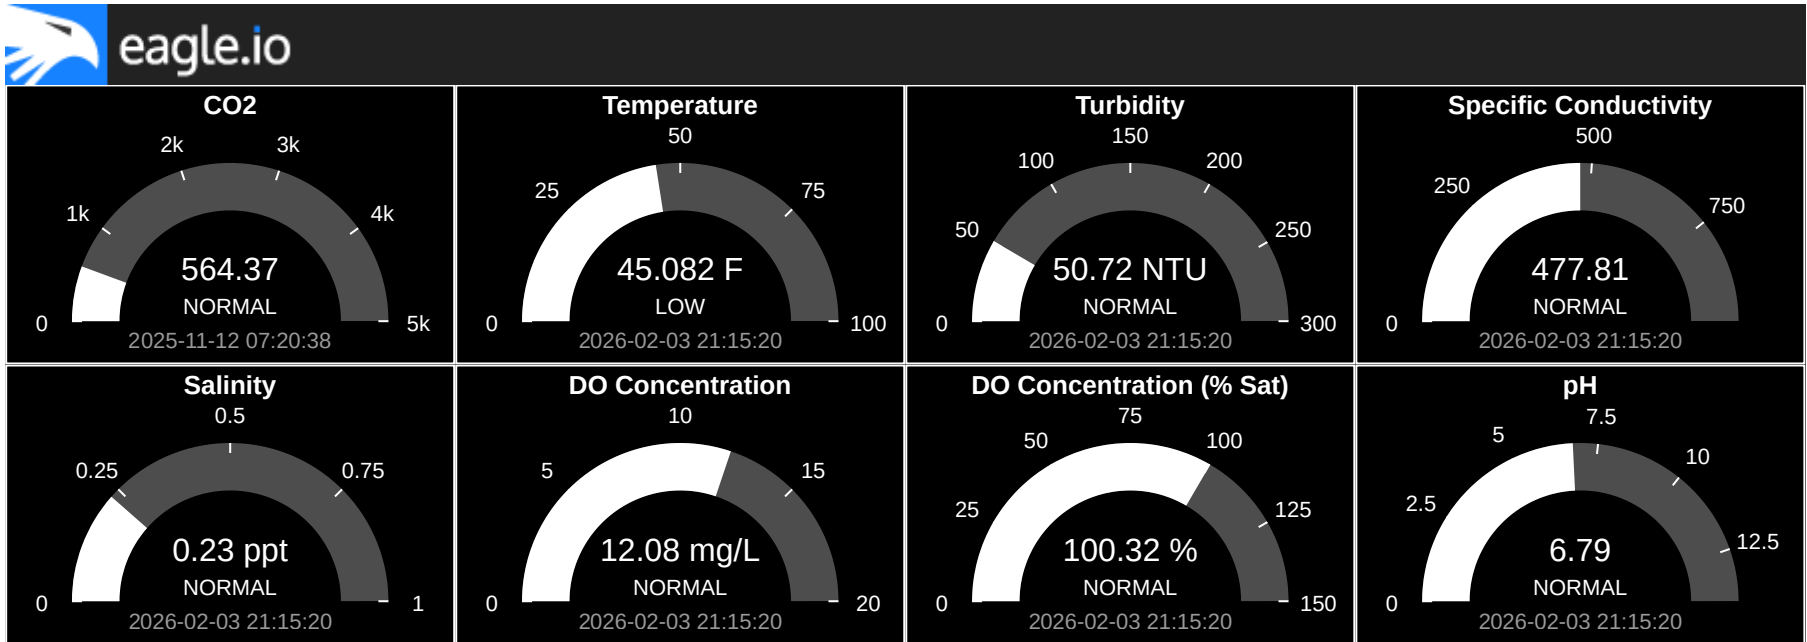 eagle.io
CO2
0
1k
2k
3k
4k
5k
564.37
NORMAL
2025-11-12 07:20:38
Temperature
0
25
50
75
100
45.082 F
LOW
2026-02-03 21:15:20
Turbidity
0
50
100
150
200
250
300
50.72 NTU
NORMAL
2026-02-03 21:15:20
Specific Conductivity
0
250
500
750
477.81
NORMAL
2026-02-03 21:15:20
Salinity
0
0.25
0.5
0.75
1
0.23 ppt
NORMAL
2026-02-03 21:15:20
DO Concentration
0
5
10
15
20
12.08 mg/L
NORMAL
2026-02-03 21:15:20
DO Concentration (% Sat)
0
25
50
75
100
125
150
100.32 %
NORMAL
2026-02-03 21:15:20
pH
0
2.5
5
7.5
10
12.5
6.79
NORMAL
2026-02-03 21:15:20